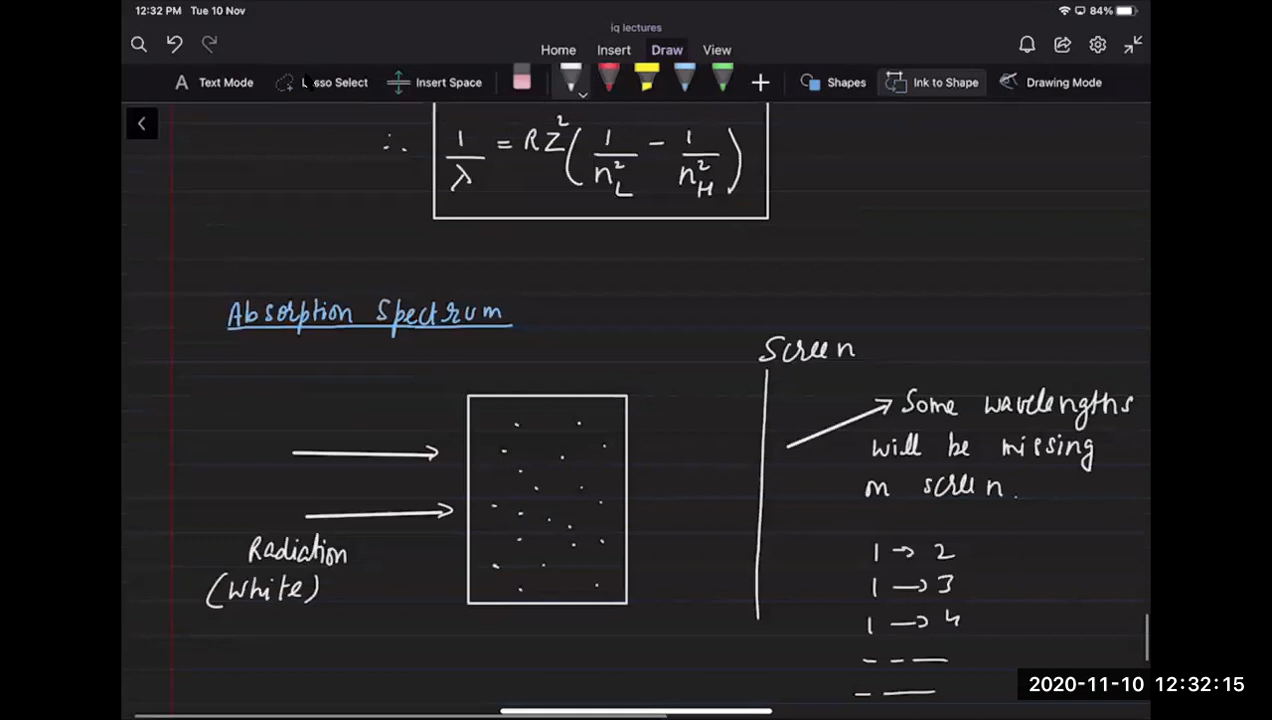 12:32 PM Tue 10 Nov
84%
iq lectures
Home Insert Draw View
Text Mode Lasso Select Insert Space Shapes Ink to Shape Drawing Mode
∴ 1/λ = RZ² (1/n_L² − 1/n_H²)
Absorption Spectrum
Screen
→ Some wavelengths
will be missing
on screen.
Radiation
(White)
1 → 2
1 → 3
1 → 4
2020-11-10 12:32:15